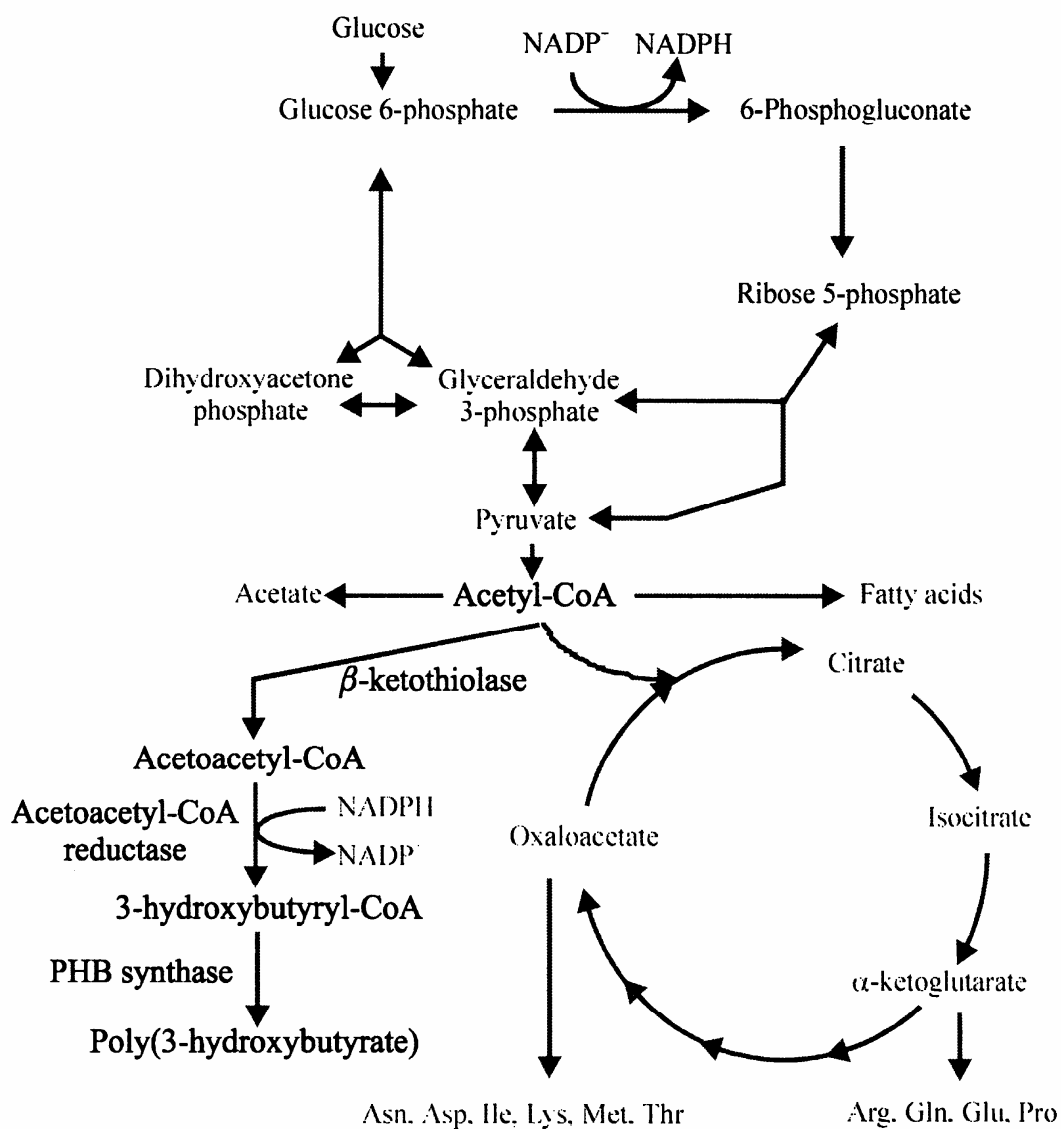 Glucose
NADP⁻ NADPH
Glucose 6-phosphate
6-Phosphogluconate
Ribose 5-phosphate
Dihydroxyacetone
phosphate
Glyceraldehyde
3-phosphate
Pyruvate
Acetate
Acetyl-CoA
Fatty acids
β-ketothiolase
Citrate
Acetoacetyl-CoA
Acetoacetyl-CoA
reductase
NADPH
NADP⁻
Oxaloacetate
Isocitrate
3-hydroxybutyryl-CoA
PHB synthase
α-ketoglutarate
Poly(3-hydroxybutyrate)
Asn, Asp, Ile, Lys, Met, Thr
Arg, Gln, Glu, Pro